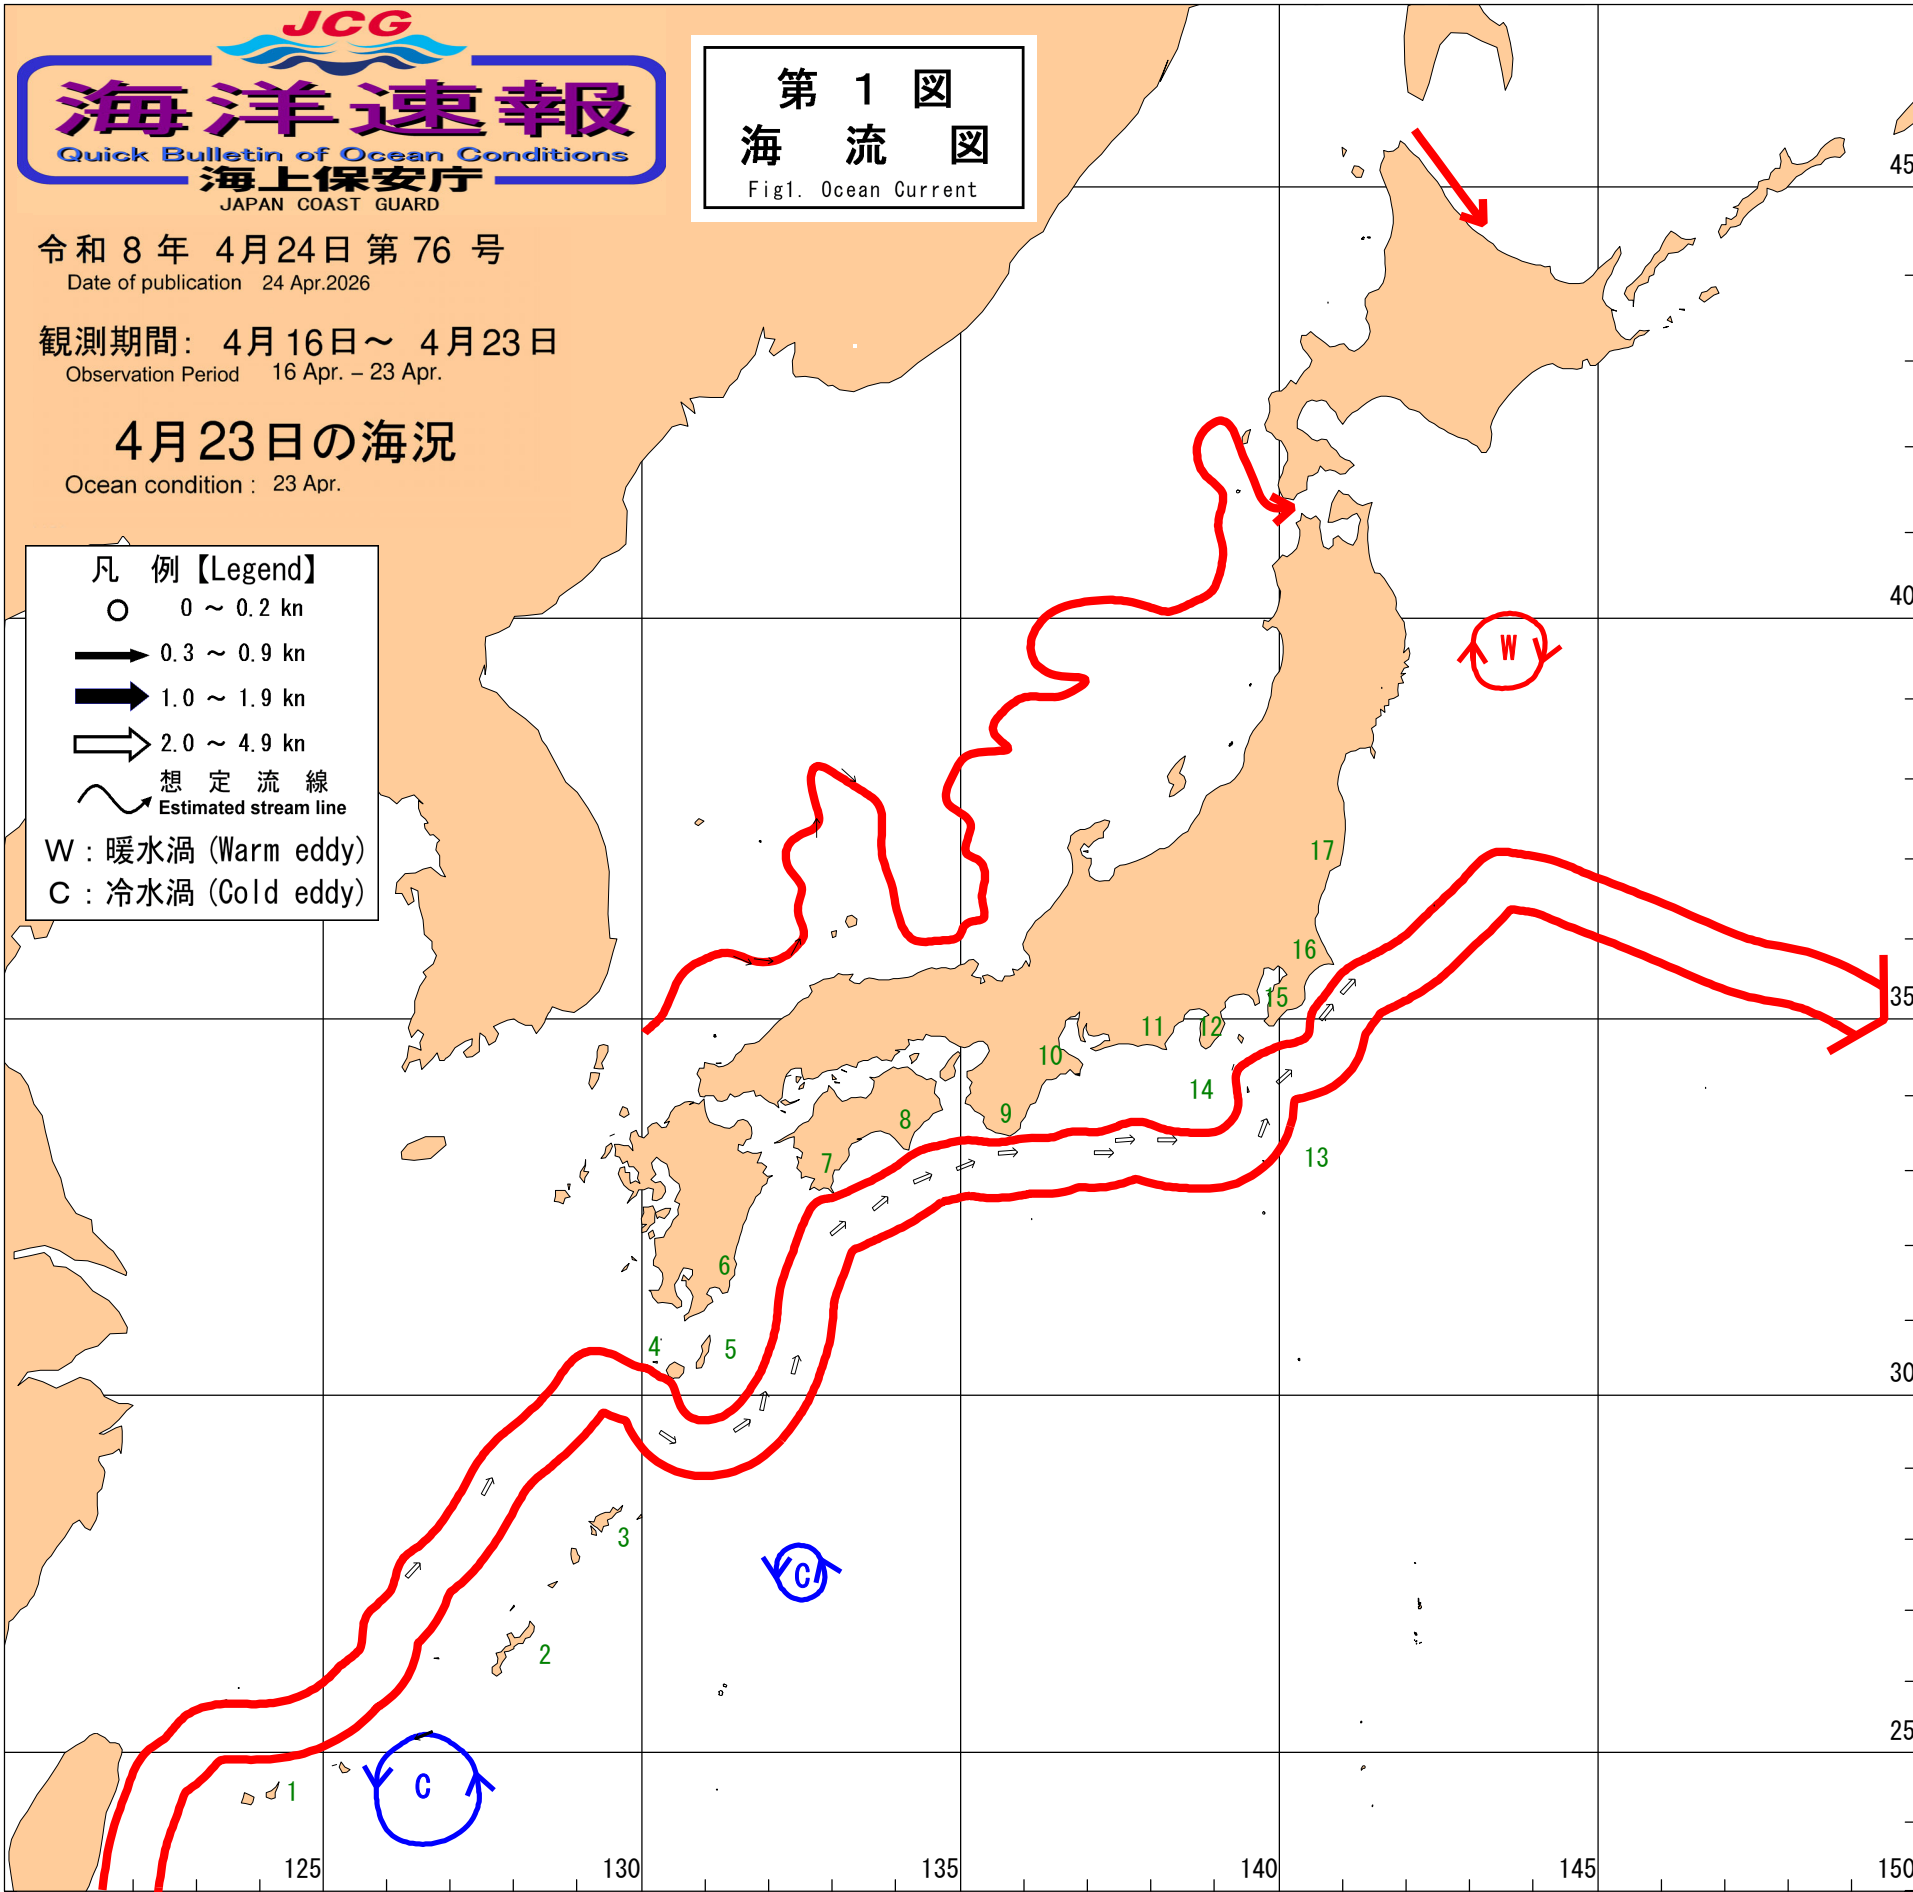 JCG
海洋速報
Quick Bulletin of Ocean Conditions
海上保安庁
JAPAN COAST GUARD
第 1 図
海 流 図
Fig1. Ocean Current
令和 8 年 4月24日 第 76 号
Date of publication 24 Apr.2026
観測期間: 4月16日～ 4月23日
Observation Period 16 Apr. – 23 Apr.
4月23日の海況
Ocean condition : 23 Apr.
凡 例【Legend】
0 ～ 0.2 kn
0.3 ～ 0.9 kn
1.0 ～ 1.9 kn
2.0 ～ 4.9 kn
想 定 流 線
Estimated stream line
W : 暖水渦 (Warm eddy)
C : 冷水渦 (Cold eddy)
45
40
W
17
16
35
15
11
12
10
14
9
8
13
7
6
4
5
30
3
C
2
25
C
1
125
130
135
140
145
150